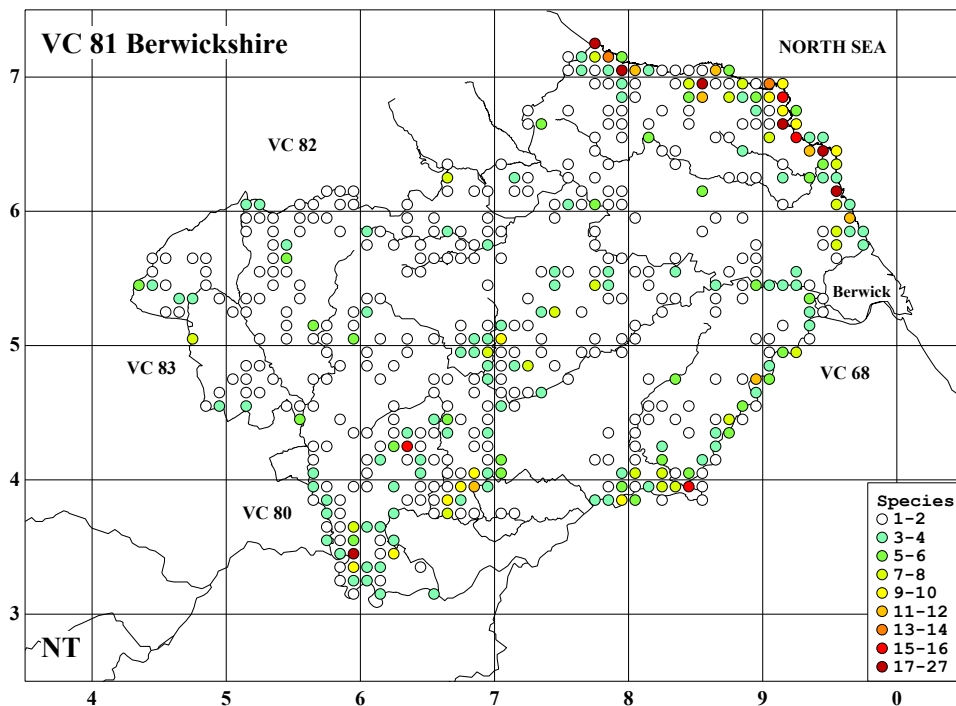 VC 81 Berwickshire
NORTH SEA
7
VC 82
6
Berwick
5
VC 83
VC 68
4
VC 80
Species
1-2
3-4
5-6
7-8
9-10
11-12
13-14
15-16
17-27
3
NT
4 5 6 7 8 9 0